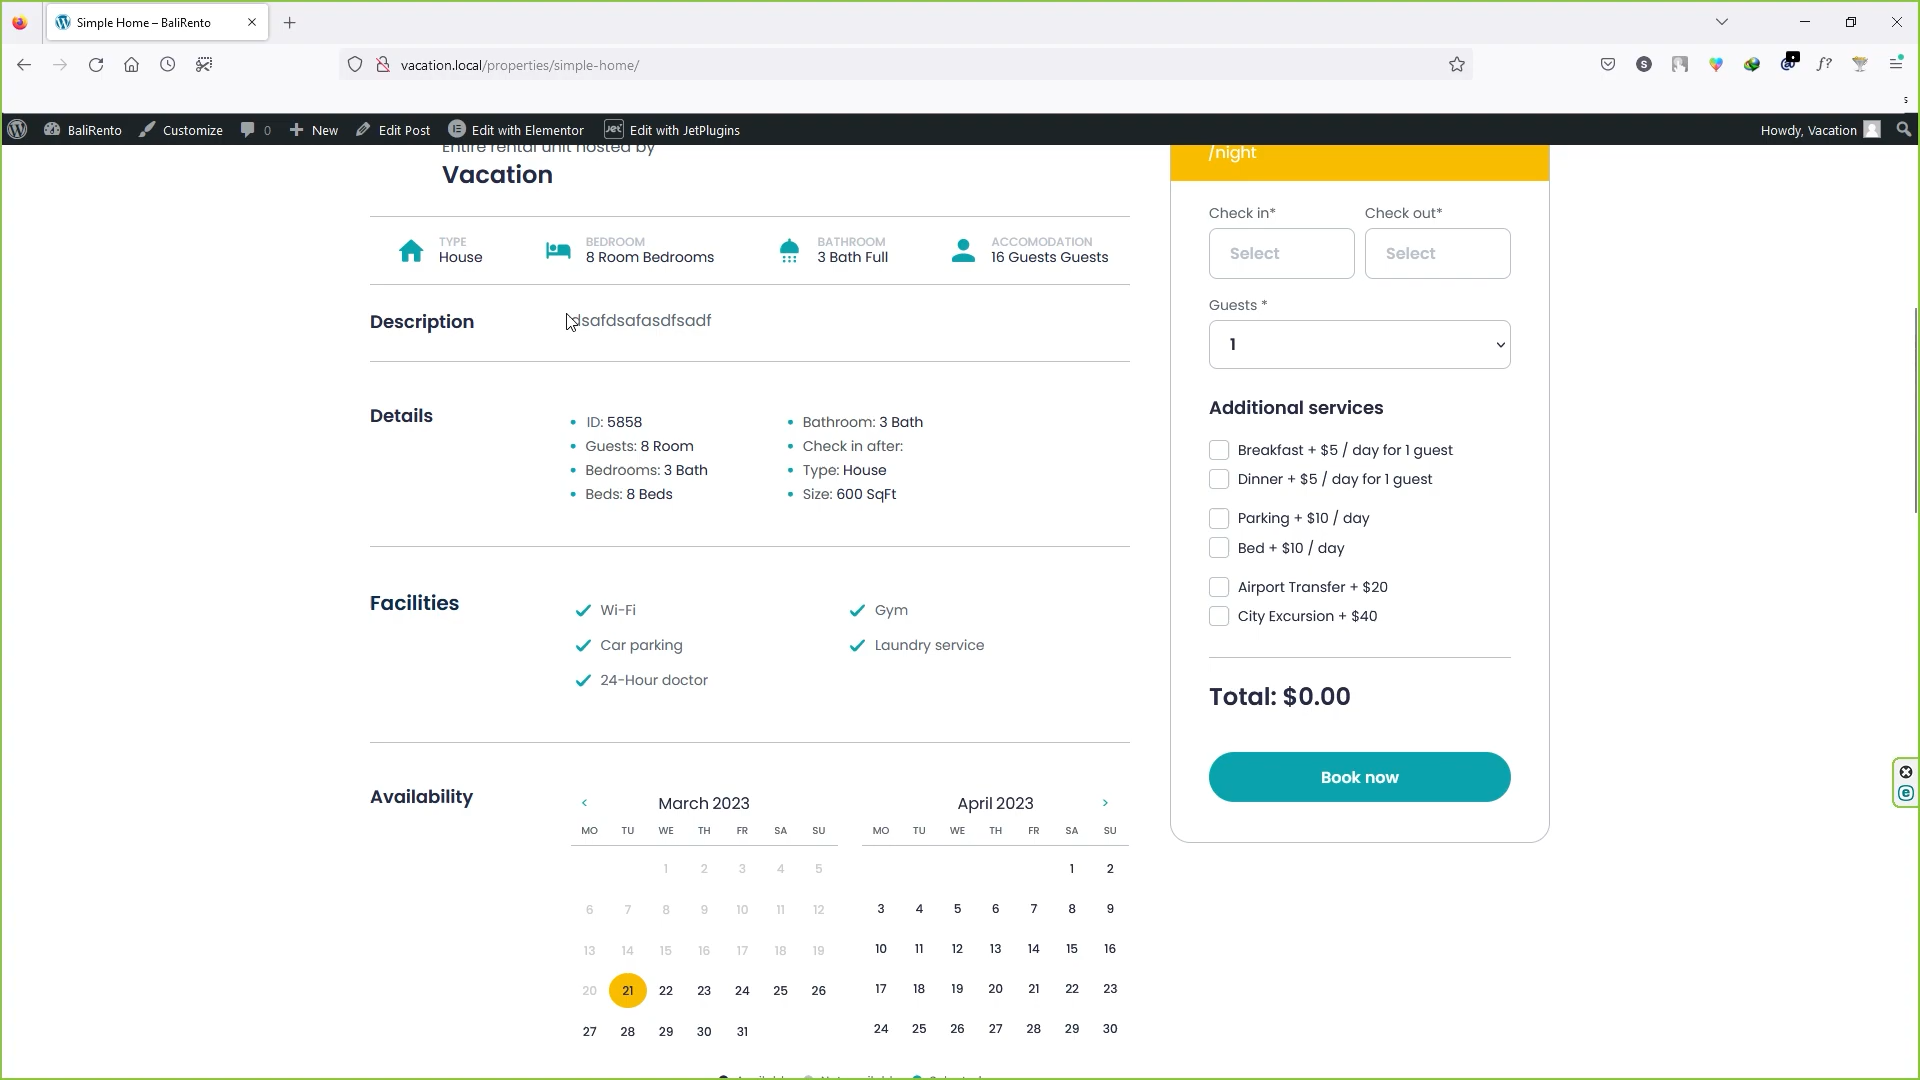 Simple Home – BaliRento
vacation.local/properties/simple-home/
BaliRento
Customize
0
New
Edit Post
Edit with Elementor
Edit with JetPlugins
Howdy, Vacation
Entire rental unit hosted by
Vacation
TYPE
House
BEDROOM
8 Room Bedrooms
BATHROOM
3 Bath Full
ACCOMODATION
16 Guests Guests
Description
dsafdsafasdfsadf
Details
ID: 5858
Guests: 8 Room
Bedrooms: 3 Bath
Beds: 8 Beds
Bathroom: 3 Bath
Check in after:
Type: House
Size: 600 SqFt
Facilities
Wi-Fi
Gym
Car parking
Laundry service
24-Hour doctor
Availability
< March 2023
MO TU WE TH FR SA SU
1 2 3 4 5
6 7 8 9 10 11 12
13 14 15 16 17 18 19
20 21 22 23 24 25 26
27 28 29 30 31
April 2023 >
MO TU WE TH FR SA SU
1 2
3 4 5 6 7 8 9
10 11 12 13 14 15 16
17 18 19 20 21 22 23
24 25 26 27 28 29 30
/night
Check in*
Check out*
Select
Select
Guests *
1
Additional services
Breakfast + $5 / day for 1 guest
Dinner + $5 / day for 1 guest
Parking + $10 / day
Bed + $10 / day
Airport Transfer + $20
City Excursion + $40
Total: $0.00
Book now